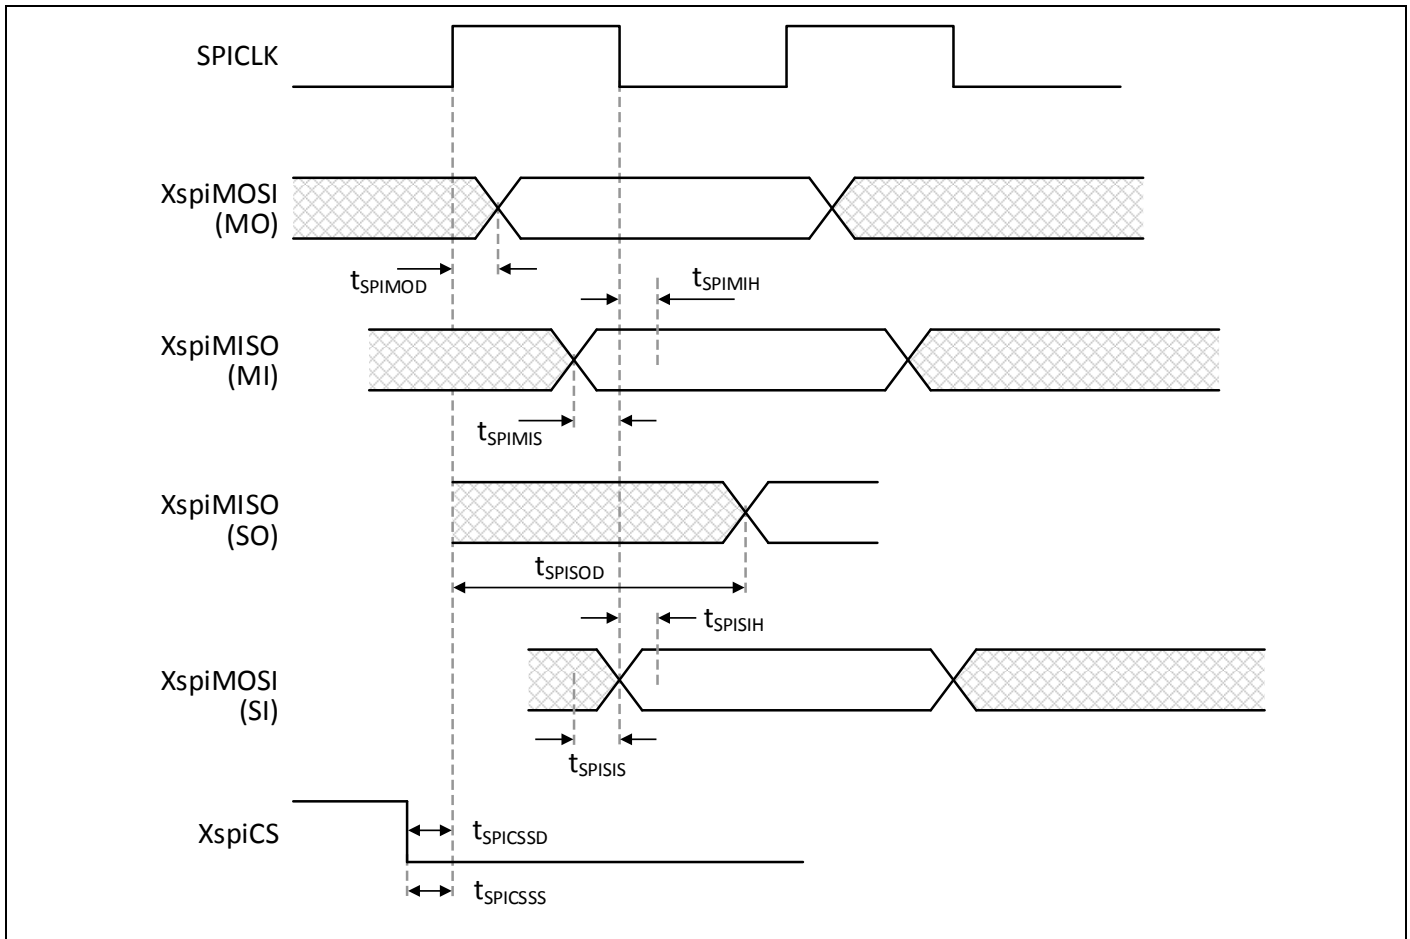 SPICLK
XspiMOSI
(MO)
tSPIMOD
tSPIMIH
XspiMISO
(MI)
tSPIMIS
XspiMISO
(SO)
tSPISOD
tSPISIH
XspiMOSI
(SI)
tSPISIS
XspiCS
tSPICSSD
tSPICSSS